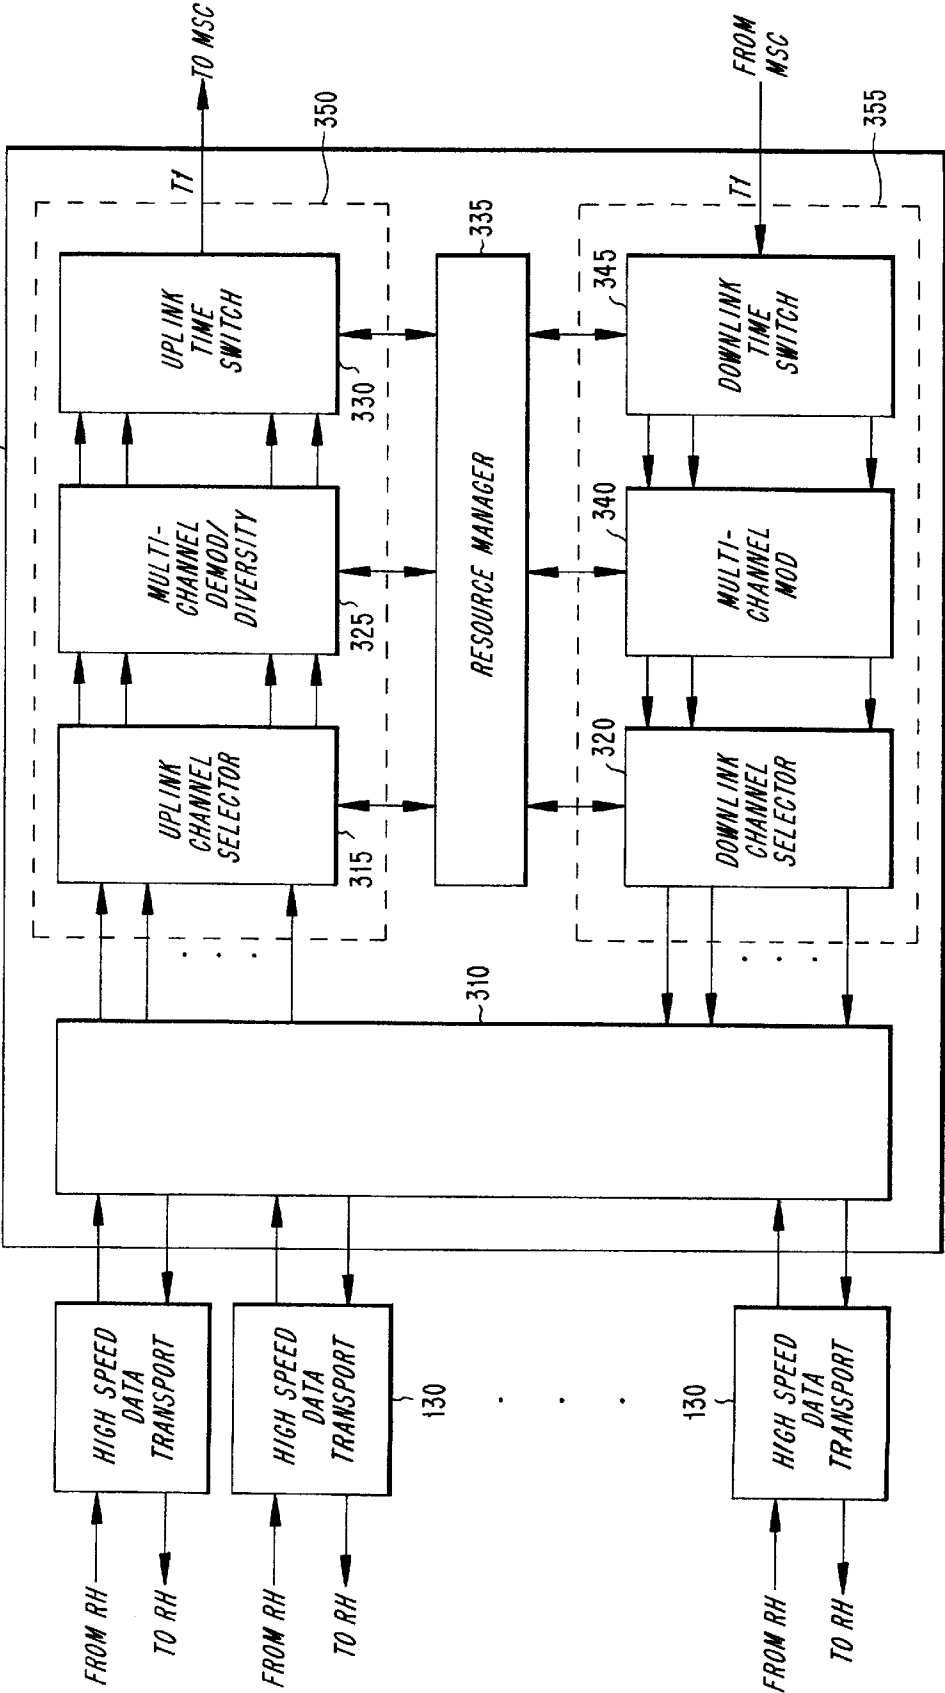 FROM RH
TO RH
HIGH SPEED
DATA
TRANSPORT
FROM RH
TO RH
HIGH SPEED
DATA
TRANSPORT
130
FROM RH
TO RH
HIGH SPEED
DATA
TRANSPORT
130
310
UPLINK
CHANNEL
SELECTOR
315
MULTI-
CHANNEL
DEMOD/
DIVERSITY
325
UPLINK
TIME
SWITCH
330
T1
TO MSC
350
RESOURCE MANAGER
335
DOWNLINK
CHANNEL
SELECTOR
320
MULTI-
CHANNEL
MOD
340
DOWNLINK
TIME
SWITCH
345
T1
FROM
MSC
355